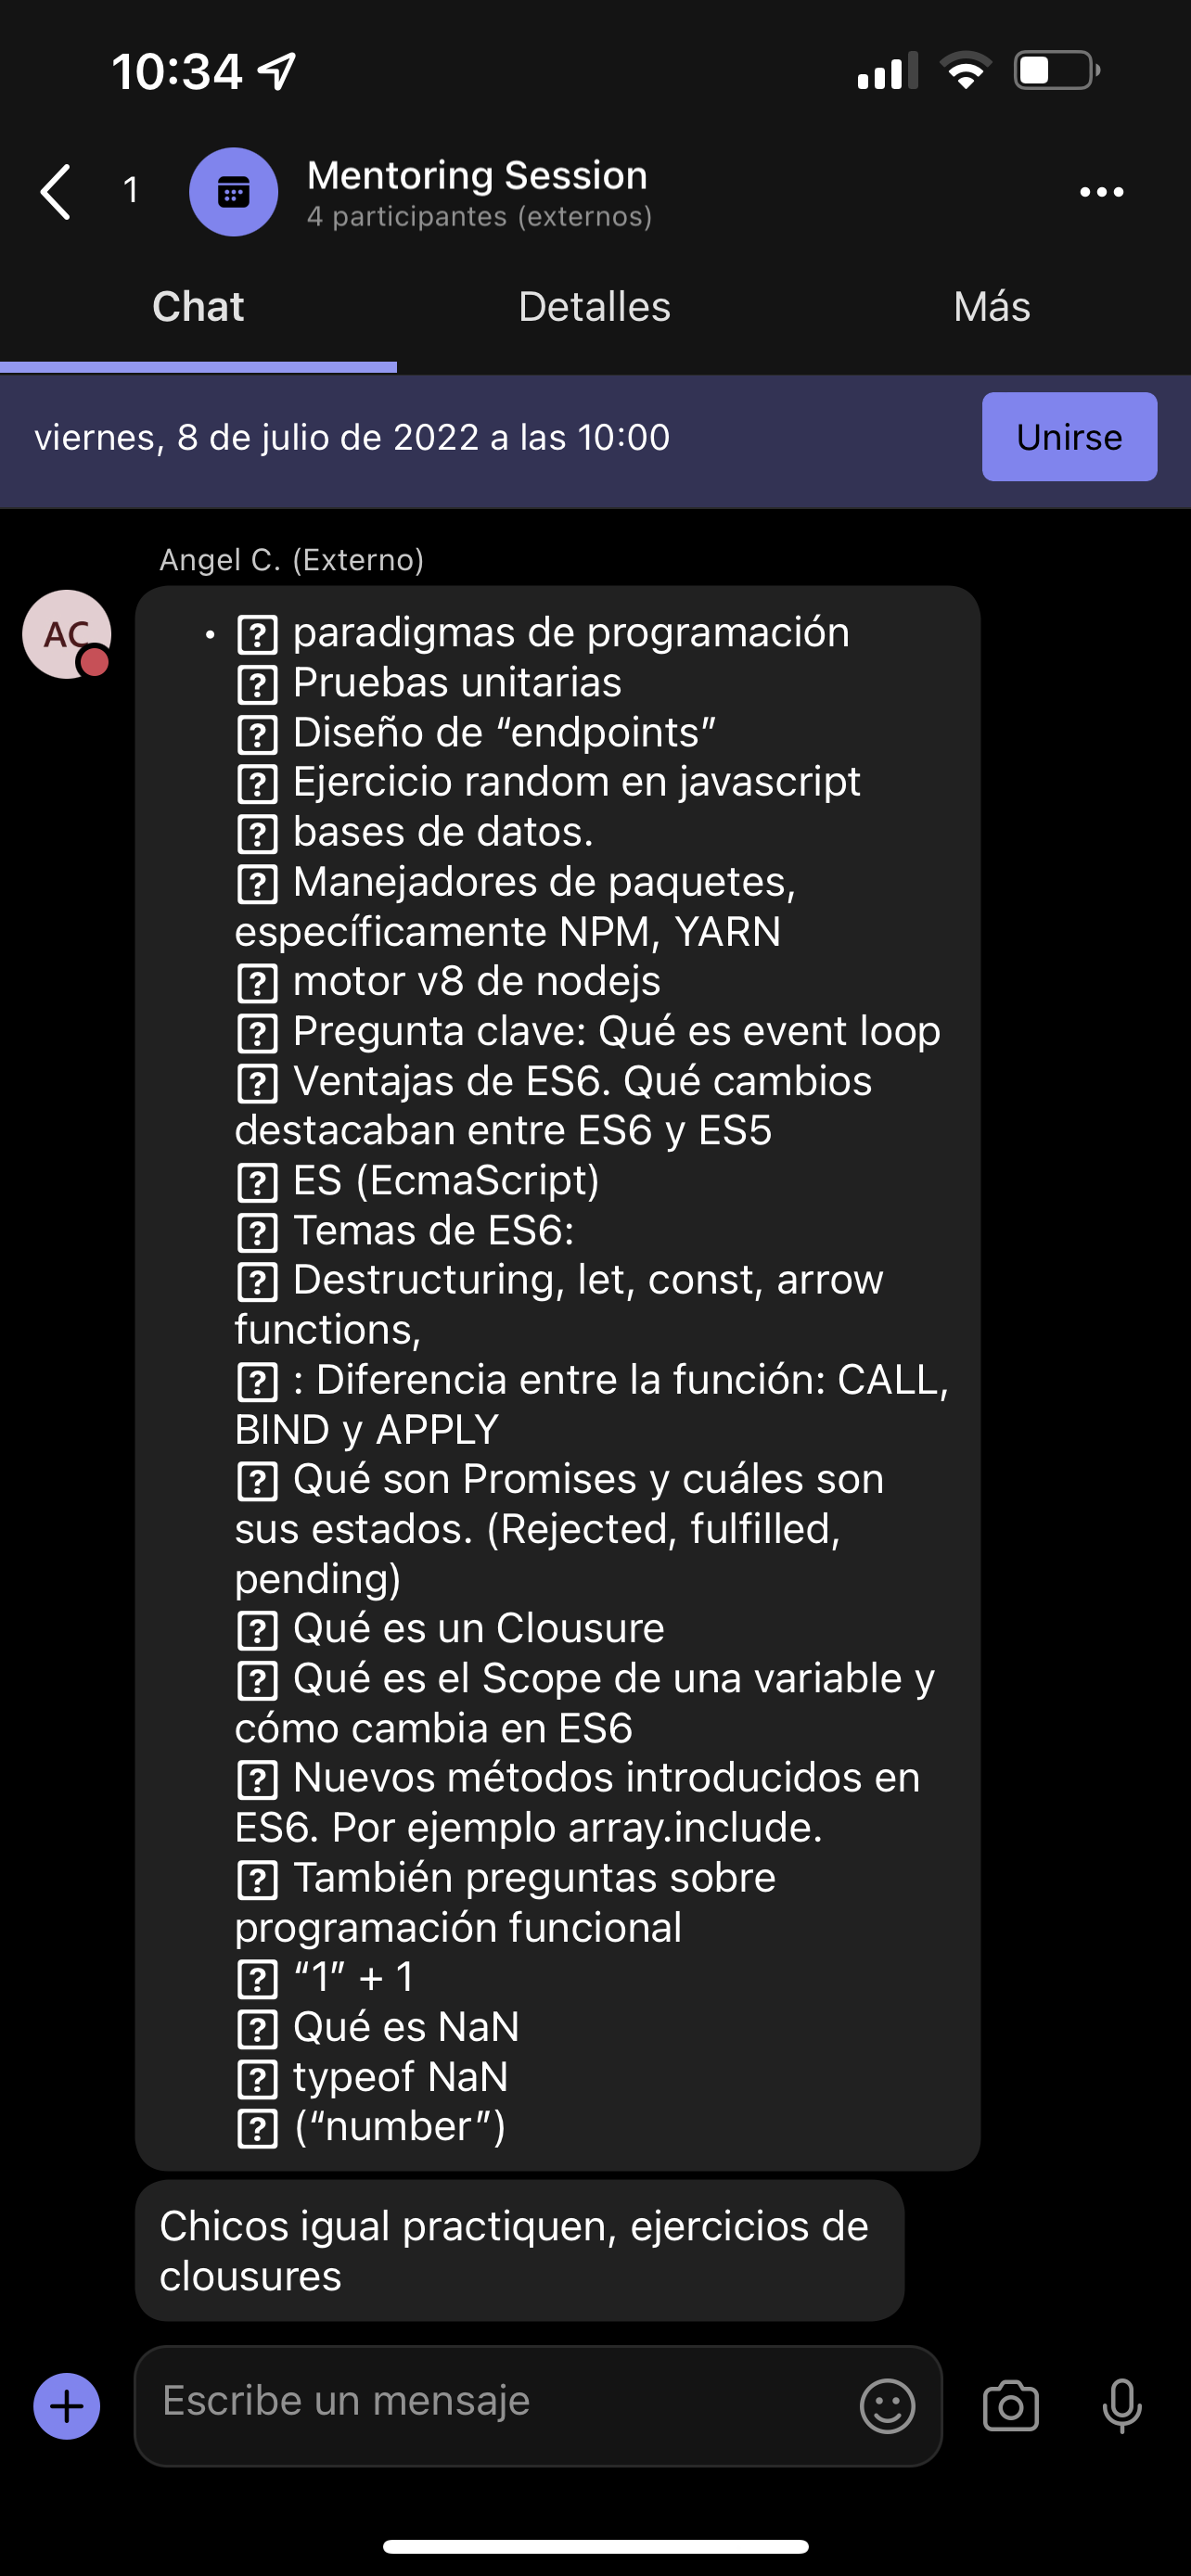 10:34
1
Mentoring Session
4 participantes (externos)
Chat
Detalles
Más
viernes, 8 de julio de 2022 a las 10:00
Unirse
Angel C. (Externo)
AC
• ? paradigmas de programación
? Pruebas unitarias
? Diseño de “endpoints”
? Ejercicio random en javascript
? bases de datos.
? Manejadores de paquetes,
específicamente NPM, YARN
? motor v8 de nodejs
? Pregunta clave: Qué es event loop
? Ventajas de ES6. Qué cambios
destacaban entre ES6 y ES5
? ES (EcmaScript)
? Temas de ES6:
? Destructuring, let, const, arrow
functions,
? : Diferencia entre la función: CALL,
BIND y APPLY
? Qué son Promises y cuáles son
sus estados. (Rejected, fulfilled,
pending)
? Qué es un Clousure
? Qué es el Scope de una variable y
cómo cambia en ES6
? Nuevos métodos introducidos en
ES6. Por ejemplo array.include.
? También preguntas sobre
programación funcional
? “1” + 1
? Qué es NaN
? typeof NaN
? (“number”)
Chicos igual practiquen, ejercicios de
clousures
Escribe un mensaje